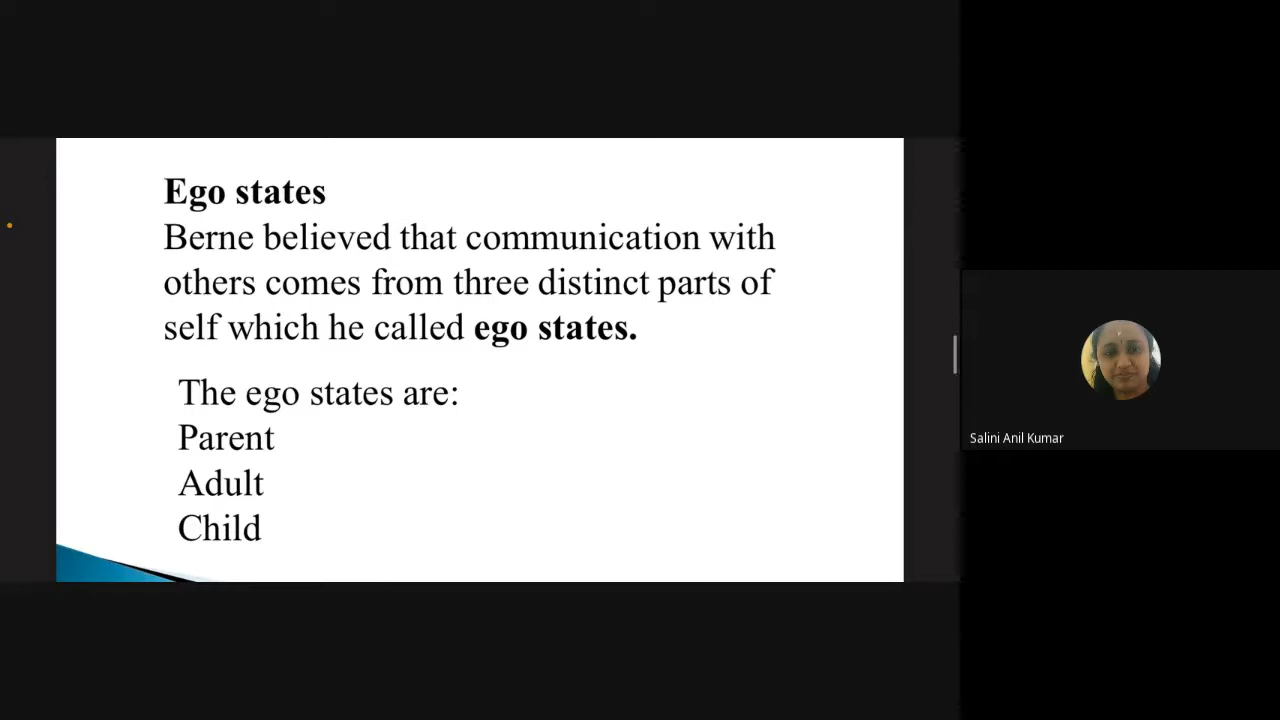 Ego states
Berne believed that communication with
others comes from three distinct parts of
self which he called ego states.
The ego states are:
Parent
Adult
Child
Salini Anil Kumar